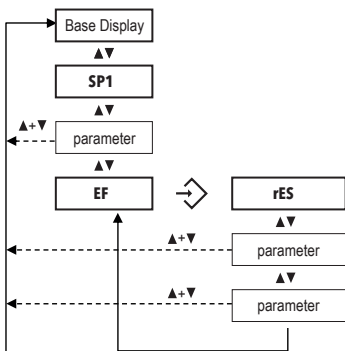 Base Display
▲▼
SP1
▲▼
▲+▼
parameter
▲▼
EF
rES
▲▼
▲+▼
parameter
▲▼
▲+▼
parameter